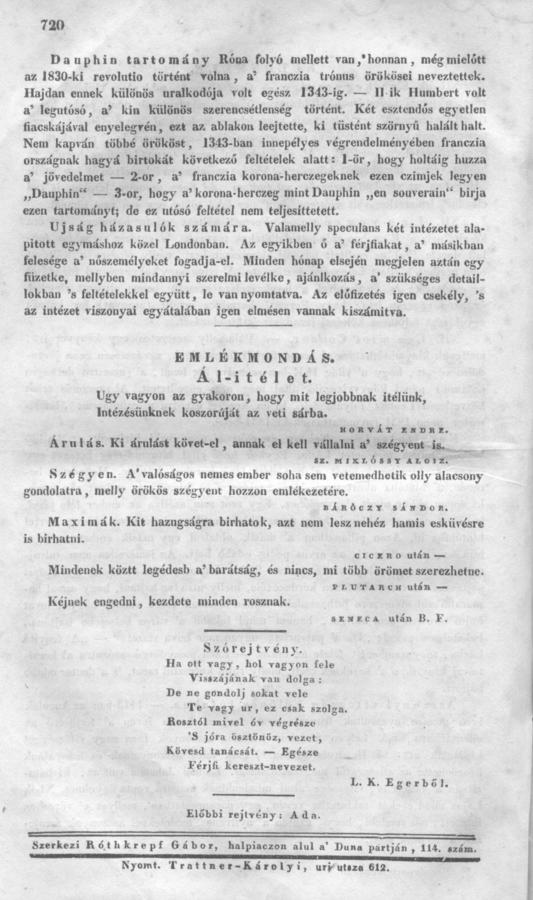 720
Dauphin tartomány Róna folyó mellett van, honnan, még mielőtt
az 1830-ki revolutio történt volna, a’ franczia trónus örökösei neveztettek.
Hajdan ennek különös uralkodója volt egész 1343-ig. — II-ik Humbert volt
a’ legutósó, a’ kin különös szerencsétlenség történt. Két esztendős egyetlen
fiacskájával enyelegvén, ezt az ablakon leejtette, ki tüstént szörnyű halált halt.
Nem kapván többé örököst, 1343-ban innepélyes végrendelményében franczia
országnak hagyá birtokát következő feltételek alatt: 1-ör, hogy holtáig huzza
a’ jövedelmet — 2-or, a’ franczia korona-herczegeknek ezen czimjek legyen
„Dauphin“ — 3-or, hogy a’ korona-herczeg mint Dauphin „en souverain“ birja
ezen tartományt; de ez utósó feltétel nem teljesíttetett.
Ujság házasulók számára. Valamelly speculans két intézetet ala-
pitott egymáshoz közel Londonban. Az egyikben ő a’ férjfiakat, a’ másikban
felesége a’ nőszemélyeket fogadja-el. Minden hónap elsején megjelen aztán egy
füzetke, mellyben mindannyi szerelmi levélke, ajánlkozás, a’ szükséges detail-
lokban ’s feltételekkel együtt, le van nyomtatva. Az előfizetés igen csekély, ’s
az intézet viszonyai egyátalában igen elmésen vannak kiszámitva.
EMLÉKMONDÁS.
Ál-itélet.
Ugy vagyon az gyakoron, hogy mit legjobbnak itélünk,
Intézésünknek koszorúját az veti sárba.
HORVÁT ENDRE.
Árulás. Ki árulást követ-el, annak el kell vállalni a’ szégyent is.
SZ. MIKLÓSSY ALOIZ.
Szégyen. A’ valóságos nemes ember soha sem vetemedhetik olly alacsony
gondolatra, melly örökös szégyent hozzon emlékezetére.
BÁRÓCZY SÁNDOR.
Maximák. Kit hazugságra birhatok, azt nem lesz nehéz hamis esküvésre
is birhatni.
CICERO után —
Mindenek köztt legédesb a’ barátság, és nincs, mi több örömet szerezhetne.
PLUTARCH után —
Kéjnek engedni, kezdete minden rosznak.
SENECA után B. F.
Szórejtvény.
Ha ott vagy, hol vagyon fele
Visszájának van dolga:
De ne gondolj sokat vele
Te vagy ur, ez csak szolga.
Rosztól mivel óv végrésze
’S jóra ösztönöz, vezet,
Kövesd tanácsát. — Egésze
Férjfi kereszt-nevezet.
L. K. Egerből.
Előbbi rejtvény: Ada.
Szerkezi Róthkrepf Gábor, halpiaczon alul a’ Duna partján, 114. szám.
Nyomt. Trattner-Károlyi, uri utsza 612.